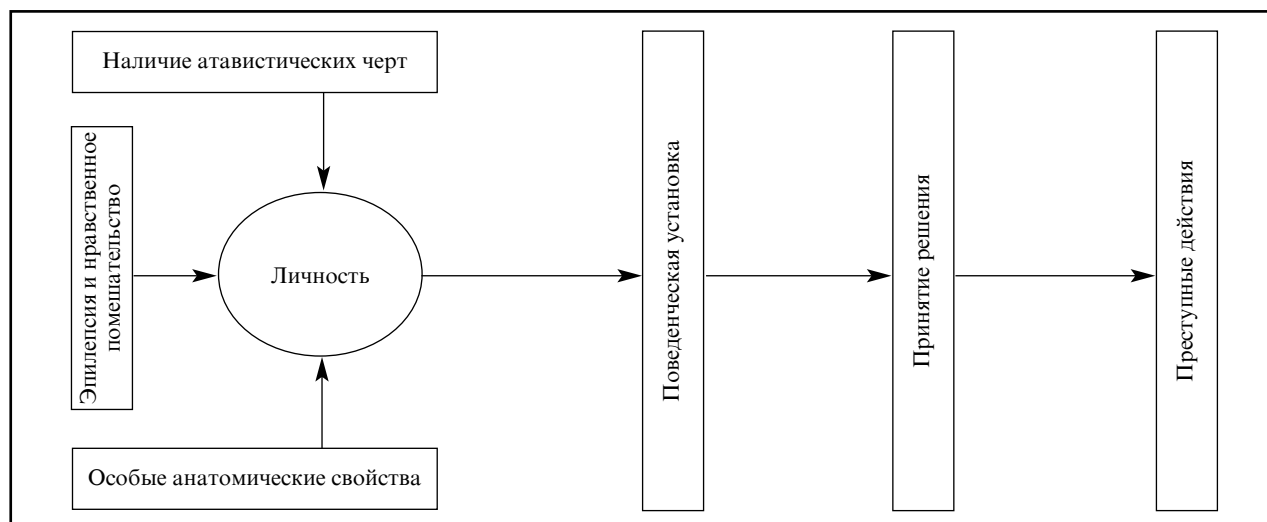 Наличие атавистических черт
Эпилепсия и нравственное
помешательство
Личность
Особые анатомические свойства
Поведенческая установка
Принятие решения
Преступные действия